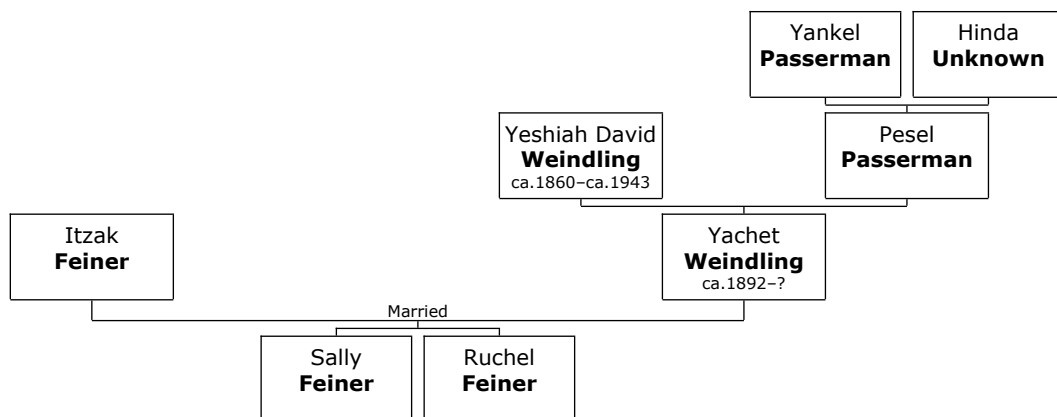 Yankel
Passerman
Hinda
Unknown
Yeshiah David
Weindling
ca.1860–ca.1943
Pesel
Passerman
Itzak
Feiner
Yachet
Weindling
ca.1892–?
Married
Sally
Feiner
Ruchel
Feiner